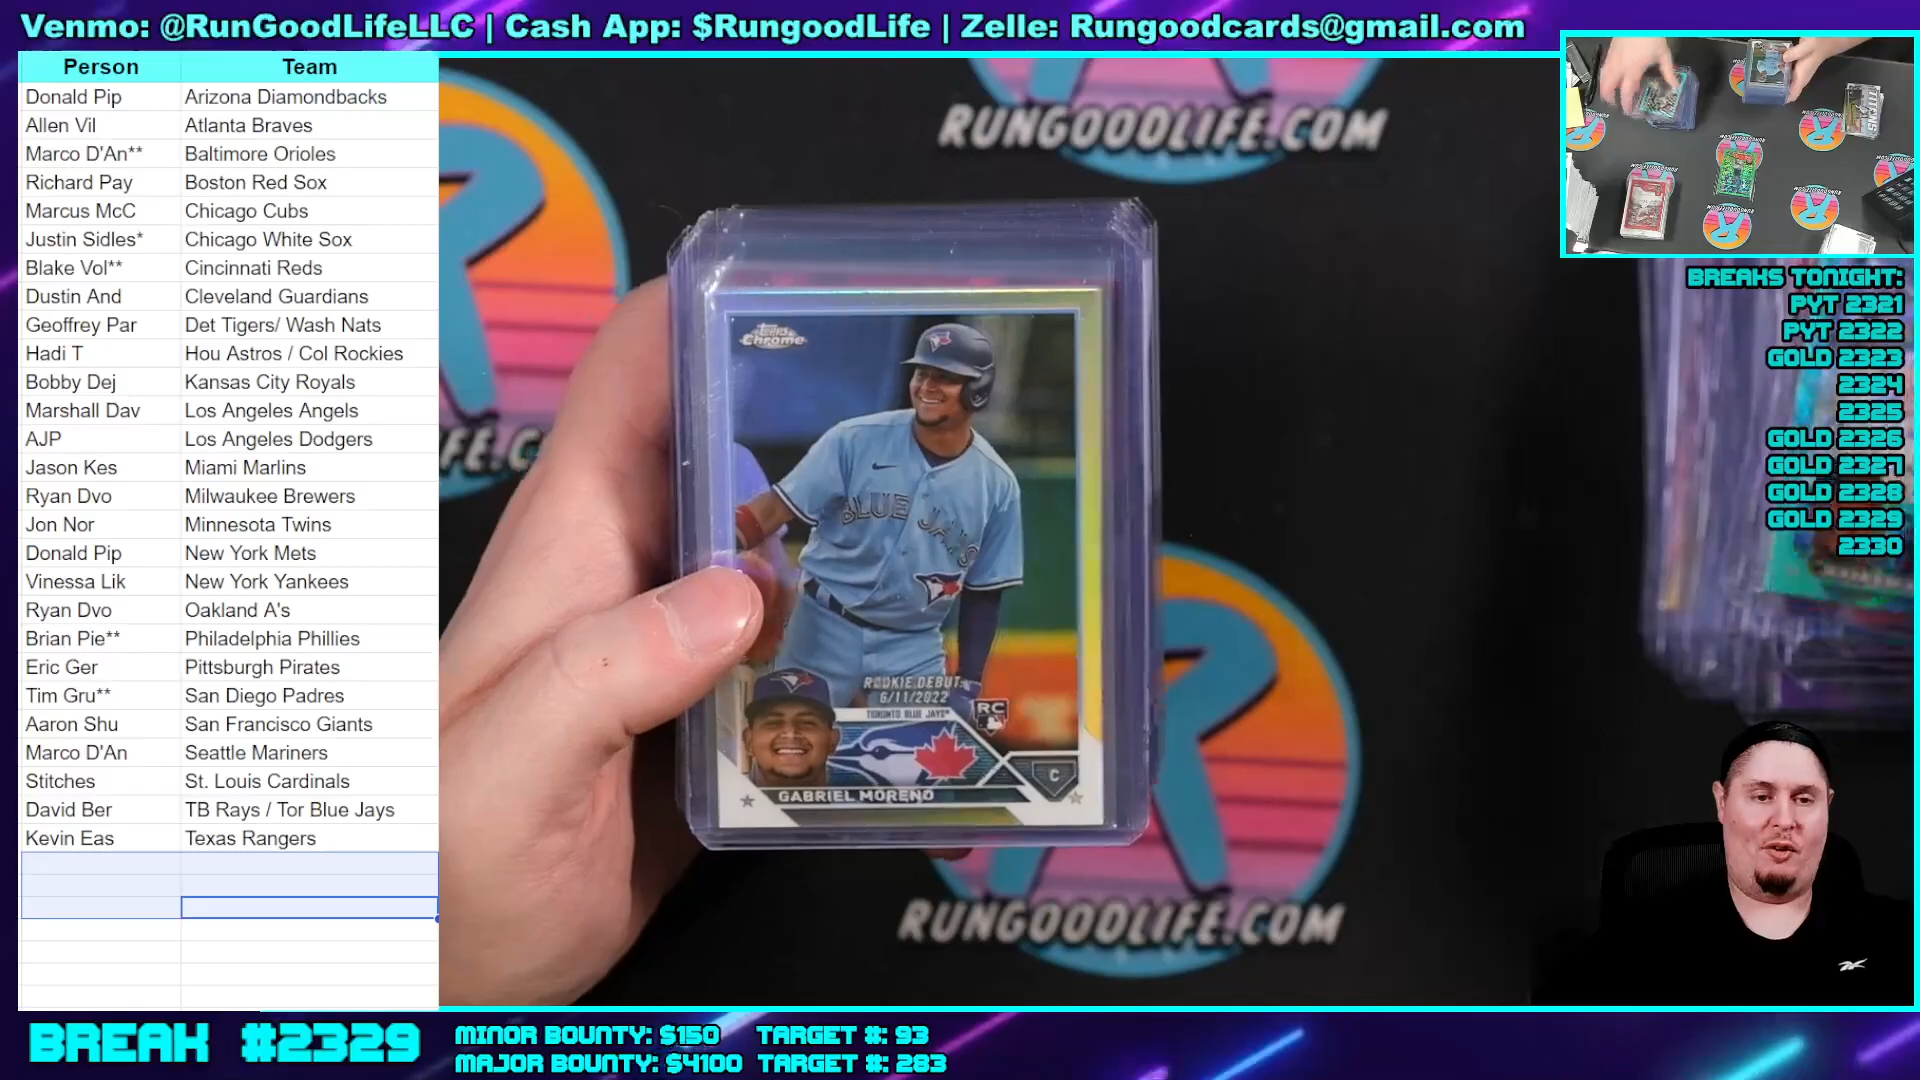 Venmo: @RunGoodLifeLLC | Cash App: $RungoodLife | Zelle: Rungoodcards@gmail.com
Person Team
Donald Pip Arizona Diamondbacks
Allen Vil Atlanta Braves
Marco D'An** Baltimore Orioles
Richard Pay Boston Red Sox
Marcus McC Chicago Cubs
Justin Sidles* Chicago White Sox
Blake Vol** Cincinnati Reds
Dustin And Cleveland Guardians
Geoffrey Par Det Tigers/ Wash Nats
Hadi T Hou Astros / Col Rockies
Bobby Dej Kansas City Royals
Marshall Dav Los Angeles Angels
AJP Los Angeles Dodgers
Jason Kes Miami Marlins
Ryan Dvo Milwaukee Brewers
Jon Nor Minnesota Twins
Donald Pip New York Mets
Vinessa Lik New York Yankees
Ryan Dvo Oakland A's
Brian Pie** Philadelphia Phillies
Eric Ger Pittsburgh Pirates
Tim Gru** San Diego Padres
Aaron Shu San Francisco Giants
Marco D'An Seattle Mariners
Stitches St. Louis Cardinals
David Ber TB Rays / Tor Blue Jays
Kevin Eas Texas Rangers
RUNGOODLIFE.COM
FE.C
Topps
Chrome
BLUE JAYS
ROOKIE DEBUT:
6/11/2022
TORONTO BLUE JAYS
RC
C
GABRIEL MORENO
RUNGOODLIFE.COM
BREAKS TONIGHT:
PYT 2321
PYT 2322
GOLD 2323
2324
2325
GOLD 2326
GOLD 2327
GOLD 2328
GOLD 2329
2330
BREAK #2329
MINOR BOUNTY: $150 TARGET #: 93
MAJOR BOUNTY: $4100 TARGET #: 283